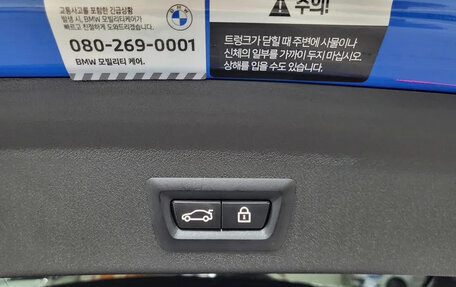 교통사고를 포함한 긴급상황
발생 시, BMW 모빌리티케어가
빠르고 친절하게 도와드리겠습니다.
BMW
080-269-0001
BMW 모빌리티 케어.
주의!
트렁크가 닫힐 때 주변에 사물이나
신체의 일부를 가까이 두지 마십시오.
상해를 입을 수도 있습니다.